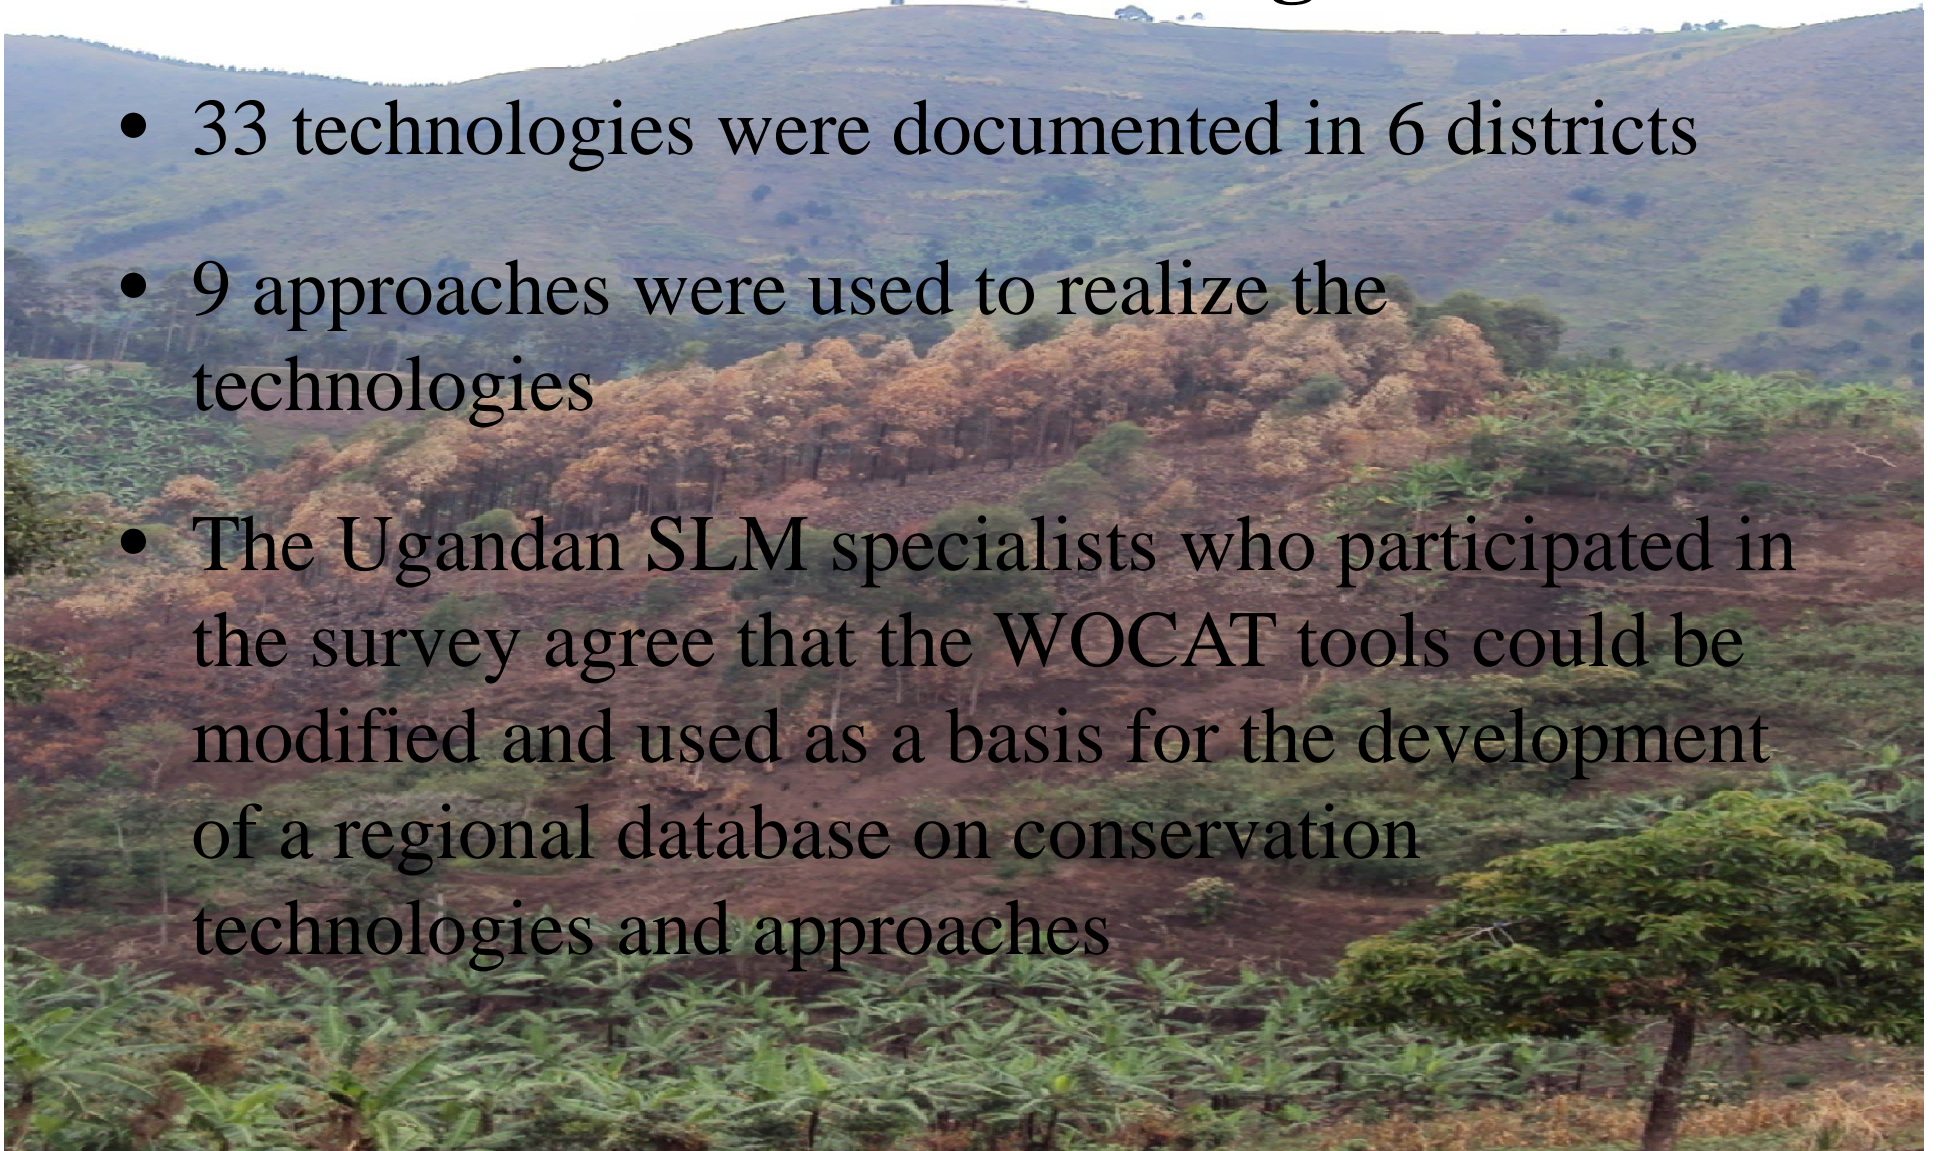 • 33 technologies were documented in 6 districts
• 9 approaches were used to realize the
technologies
• The Ugandan SLM specialists who participated in
the survey agree that the WOCAT tools could be
modified and used as a basis for the development
of a regional database on conservation
technologies and approaches